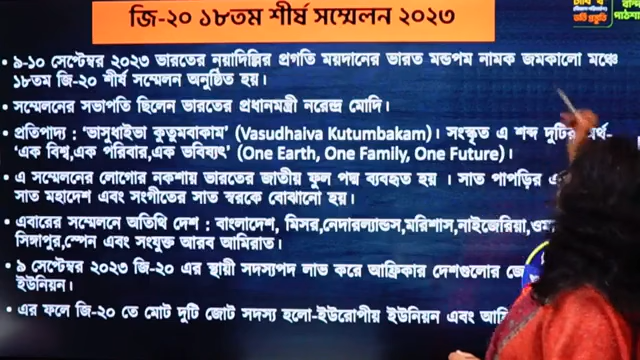 জি-২০ ১৮তম শীর্ষ সম্মেলন ২০২৩
ভর্তি প্রস্তুতি
পাঠশা
• ৯-১০ সেপ্টেম্বর ২০২৩ ভারতের নয়াদিল্লির প্রগতি ময়দানের ভারত মন্ডপম নামক জমকালো মঞ্চে
১৮তম জি-২০ শীর্ষ সম্মেলন অনুষ্ঠিত হয়।
• সম্মেলনের সভাপতি ছিলেন ভারতের প্রধানমন্ত্রী নরেন্দ্র মোদি।
• প্রতিপাদ্য : 'ভাসুধাইভা কুতুমবাকাম' (Vasudhaiva Kutumbakam)। সংস্কৃত এ শব্দ দুটির
'এক বিশ্ব,এক পরিবার,এক ভবিষ্যৎ' (One Earth, One Family, One Future)।
• এ সম্মেলনের লোগোর নকশায় ভারতের জাতীয় ফুল পদ্ম ব্যবহৃত হয় । সাত পাপড়ির
সাত মহাদেশ এবং সংগীতের সাত স্বরকে বোঝানো হয়।
• এবারের সম্মেলনে অতিথি দেশ : বাংলাদেশ, মিসর,নেদারল্যান্ডস,মরিশাস,নাইজেরিয়া,
সিঙ্গাপুর,স্পেন এবং সংযুক্ত আরব আমিরাত।
• ৯ সেপ্টেম্বর ২০২৩ জি-২০ এর স্থায়ী সদস্যপদ লাভ করে আফ্রিকার দেশগুলোর
ইউনিয়ন।
• এর ফলে জি-২০ তে মোট দুটি জোট সদস্য হলো-ইউরোপীয় ইউনিয়ন এবং